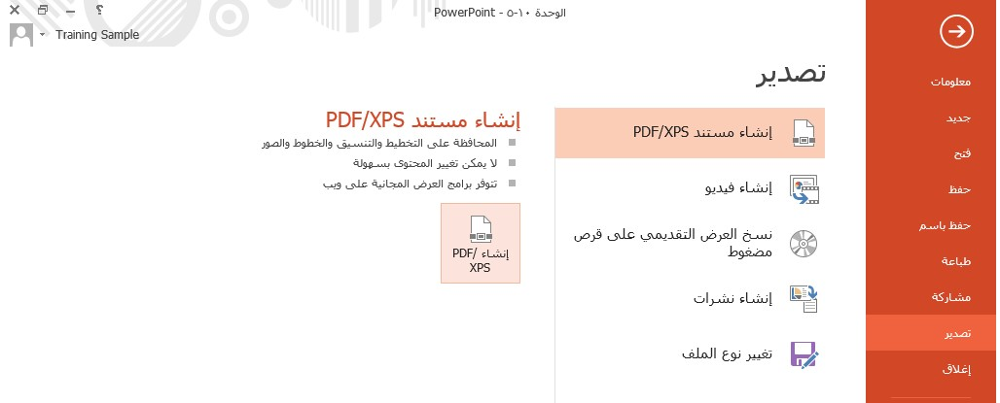 الوحدة ١٠-٥ - PowerPoint
Training Sample
معلومات
جديد
فتح
حفظ
حفظ باسم
طباعة
مشاركة
تصدير
إغلاق
تصدير
إنشاء مستند PDF/XPS
إنشاء فيديو
نسخ العرض التقديمي على قرص
مضغوط
إنشاء نشرات
تغيير نوع الملف
إنشاء مستند PDF/XPS
المحافظة على التخطيط والتنسيق والخطوط والصور
لا يمكن تغيير المحتوى بسهولة
تتوفر برامج العرض المجانية على ويب
إنشاء PDF/
XPS